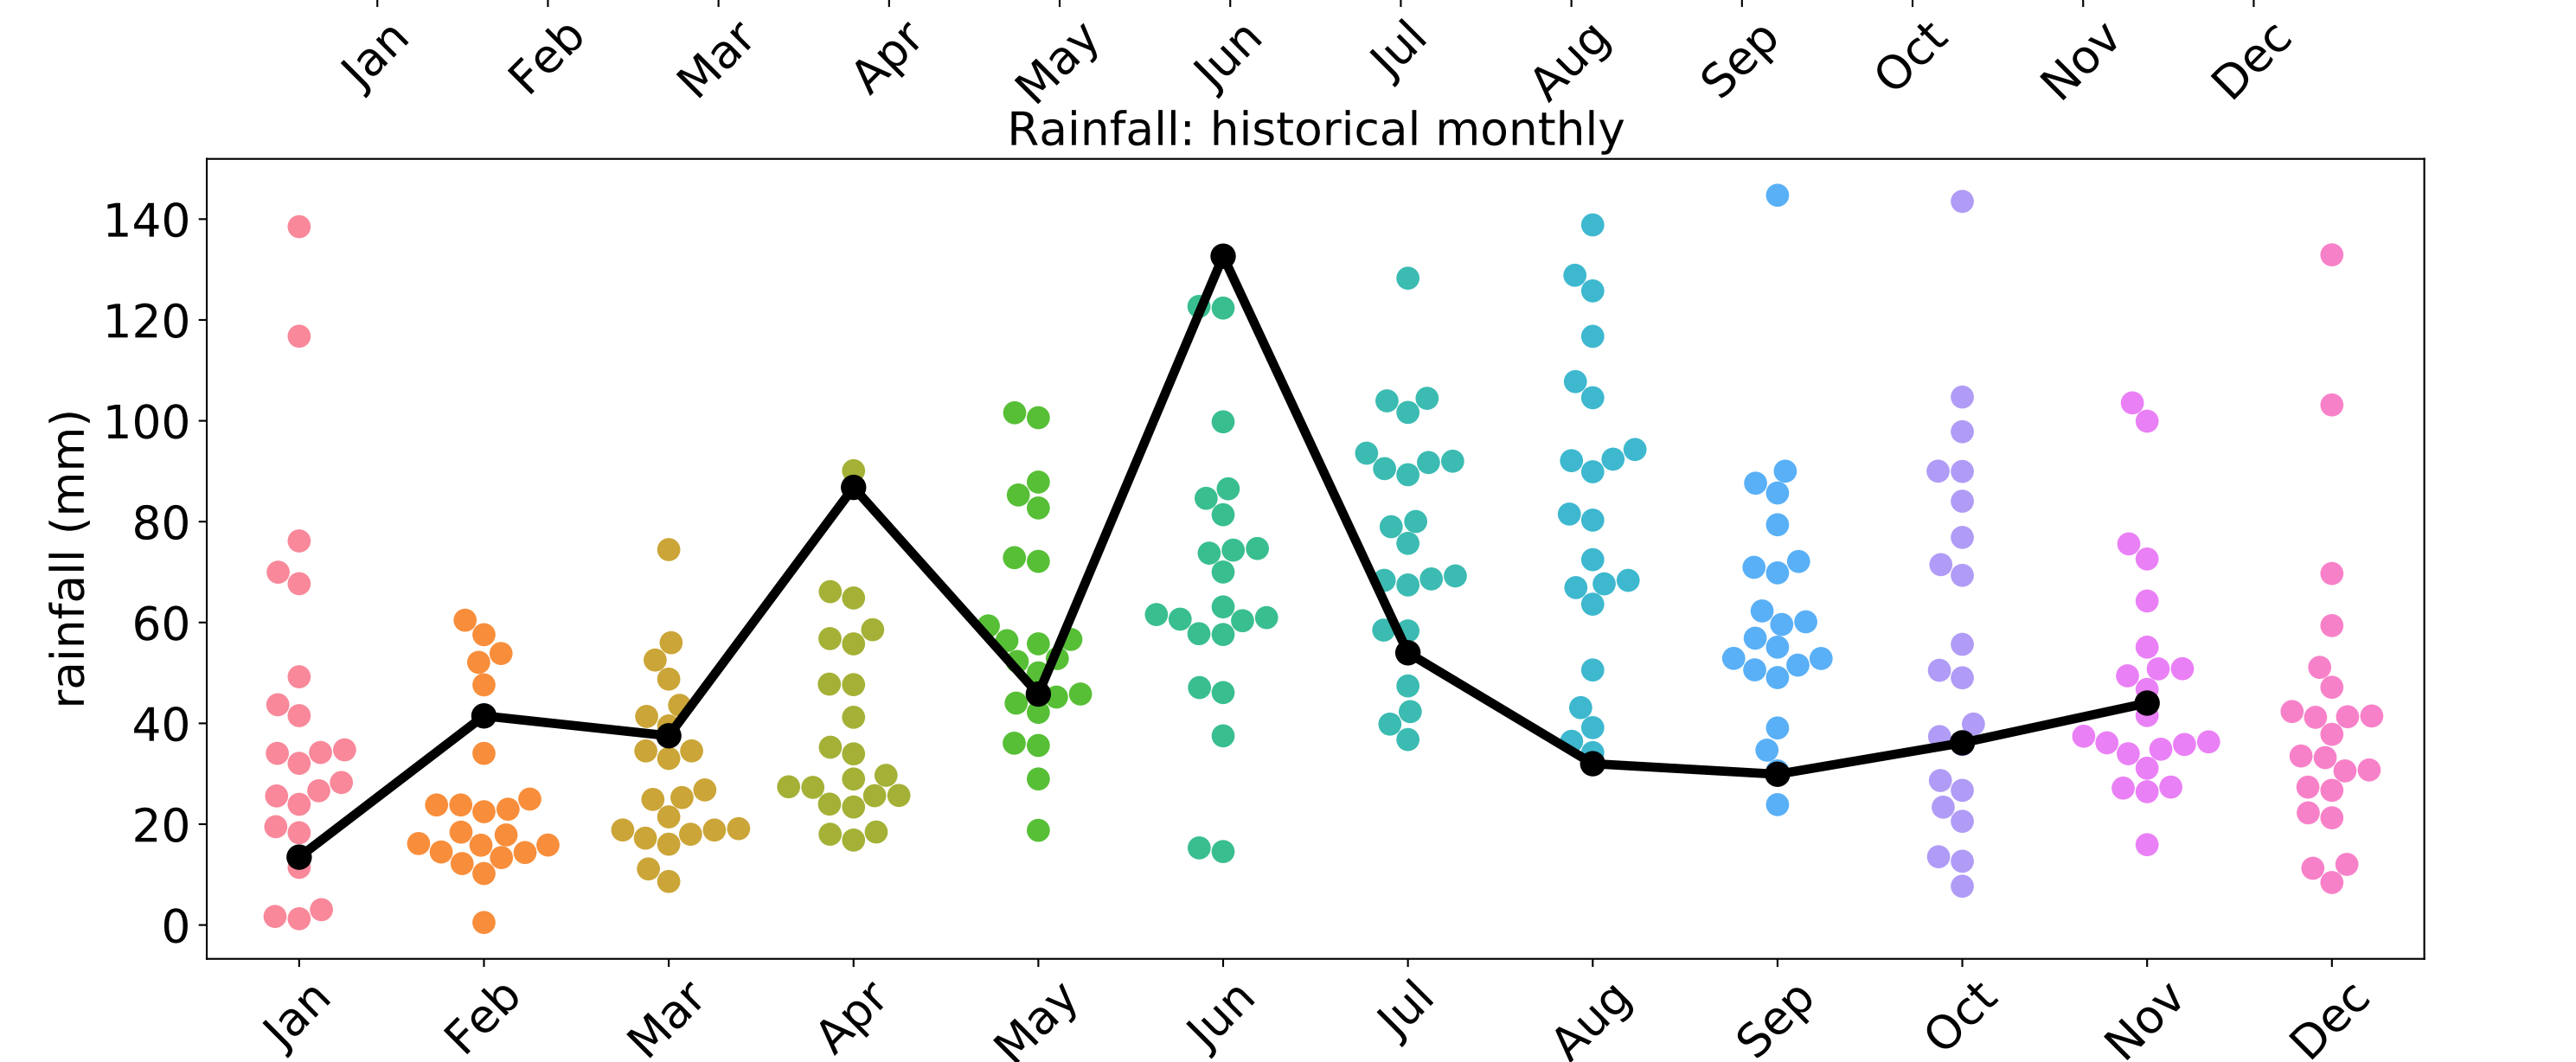 Jan Feb Mar Apr May Jun Jul Aug Sep Oct Nov Dec
Rainfall: historical monthly
rainfall (mm)
140
120
100
80
60
40
20
0
Jan Feb Mar Apr May Jun Jul Aug Sep Oct Nov Dec